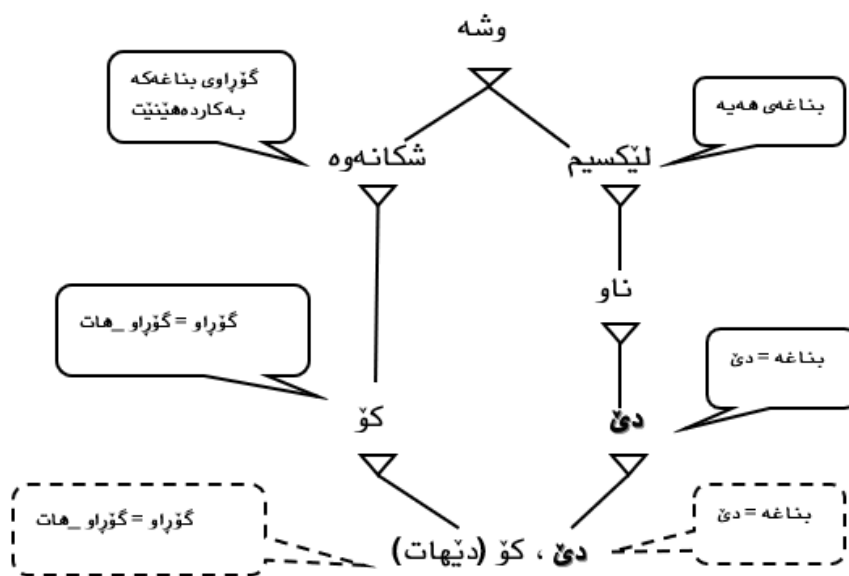 وشە
گۆڕاوی بناغەکە
بەکاردەهێنێت
بناغەی هەیە
شکانەوە
لێکسیم
ناو
گۆڕاو = گۆڕاو _هات
بناغە = دێ
کۆ
دێ
گۆڕاو = گۆڕاو _هات
بناغە = دێ
دێ ، کۆ (دێهات)